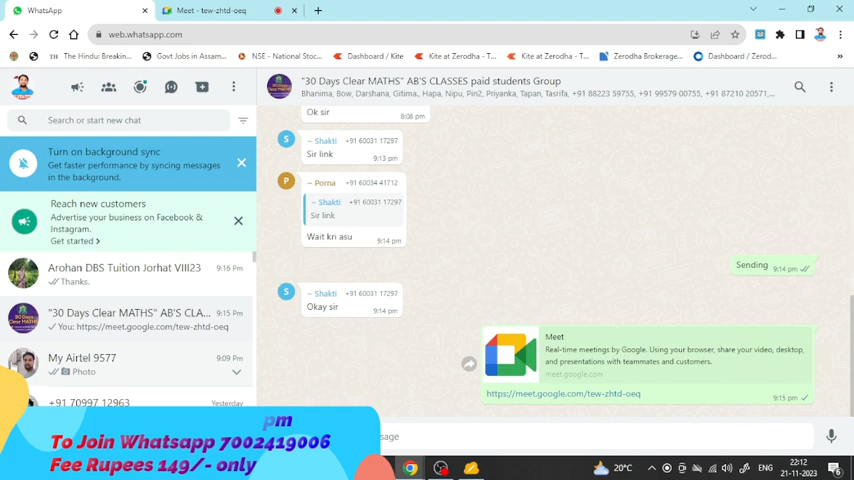 WhatsApp
Meet - tew-zhtd-oeq
web.whatsapp.com
The Hindu: Breakin...
Govt Jobs in Assam...
NSE - National Stoc...
Dashboard / Kite
Kite at Zerodha - T...
Kite at Zerodha - T...
Zerodha Brokerage...
Dashboard / Zerod...
"30 Days Clear MATHS" AB'S CLASSES paid students Group
Bhanima, Bow, Darshana, Gitima., Hapa, Nipu, Pin2, Priyanka, Tapan, Tasrifa, +91 88223 59755, +91 99579 00755, +91 87210 20571,...
Search or start new chat
Turn on background sync
Get faster performance by syncing messages
in the background.
Reach new customers
Advertise your business on Facebook &
Instagram.
Get started >
Arohan DBS Tuition Jorhat VIII23
9:16 Pm
Thanks.
"30 Days Clear MATHS" AB'S CLA...
9:15 Pm
You: https://meet.google.com/tew-zhtd-oeq
My Airtel 9577
9:09 Pm
Photo
+91 70997 12963
Yesterday
Ok sir
8:08 pm
S
~ Shakti
+91 60031 17297
Sir link
9:13 pm
P
~ Porna
+91 60034 41712
~ Shakti
+91 60031 17297
Sir link
Wait kri asu
9:14 pm
Sending
9:14 pm
S
~ Shakti
+91 60031 17297
Okay sir
9:14 pm
Meet
Real-time meetings by Google. Using your browser, share your video, desktop,
and presentations with teammates and customers.
meet.google.com
https://meet.google.com/tew-zhtd-oeq
9:15 pm
sage
pm
To Join Whatsapp 7002419006
Fee Rupees 149/- only
20°C
ENG
22:12
21-11-2023
6